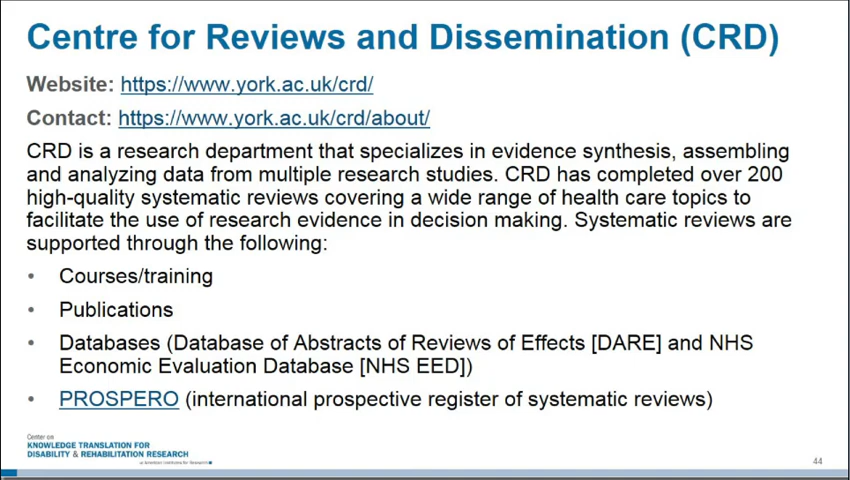 Centre for Reviews and Dissemination (CRD)
Website: https://www.york.ac.uk/crd/
Contact: https://www.york.ac.uk/crd/about/
CRD is a research department that specializes in evidence synthesis, assembling
and analyzing data from multiple research studies. CRD has completed over 200
high-quality systematic reviews covering a wide range of health care topics to
facilitate the use of research evidence in decision making. Systematic reviews are
supported through the following:
• Courses/training
• Publications
• Databases (Database of Abstracts of Reviews of Effects [DARE] and NHS
Economic Evaluation Database [NHS EED])
• PROSPERO (international prospective register of systematic reviews)
Center on
KNOWLEDGE TRANSLATION FOR
DISABILITY & REHABILITATION RESEARCH
at American Institutes for Research
44